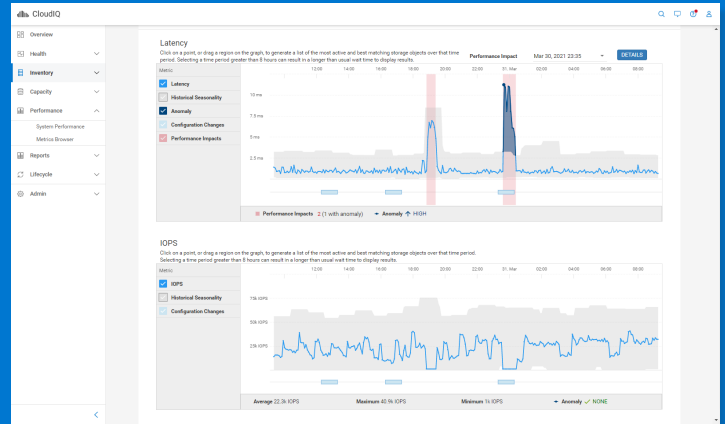 CloudIQ
Overview
Health
Inventory
Capacity
Performance
System Performance
Metrics Browser
Reports
Lifecycle
Admin
Latency
Click on a point, or drag a region on the graph, to generate a list of the most active and best matching storage objects over that time
period. Selecting a time period greater than 8 hours can result in a longer than usual wait time to display results.
Performance Impact
Mar 30, 2021 23:35
DETAILS
Metric
12:00 14:00 16:00 18:00 20:00 22:00 31. Mar 02:00 04:00 06:00 08:00
Latency
Historical Seasonality
Anomaly
Configuration Changes
Performance Impacts
10 ms
7.5 ms
5 ms
2.5 ms
Performance Impacts 2 (1 with anomaly) Anomaly HIGH
IOPS
Click on a point, or drag a region on the graph, to generate a list of the most active and best matching storage objects over that time period.
Selecting a time period greater than 8 hours can result in a longer than usual wait time to display results.
Metric
12:00 14:00 16:00 18:00 20:00 22:00 31. Mar 02:00 04:00 06:00 08:00
IOPS
Historical Seasonality
Configuration Changes
75k IOPS
50k IOPS
25k IOPS
Average 22.3k IOPS Maximum 40.9k IOPS Minimum 1k IOPS Anomaly NONE